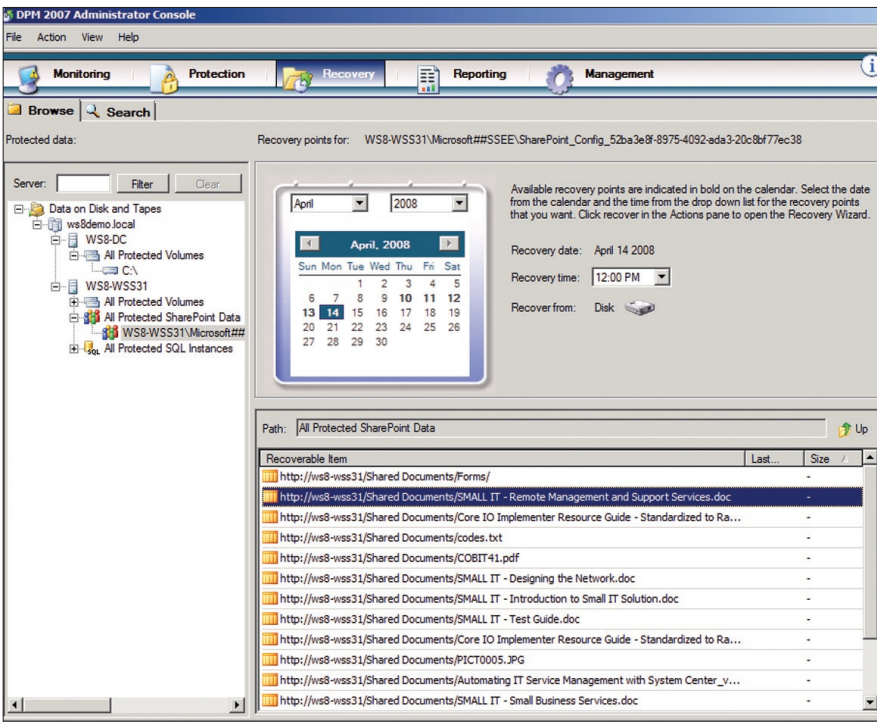 DPM 2007 Administrator Console
File Action View Help
Monitoring Protection Recovery Reporting Management
Browse Search
Protected data:
Recovery points for: WS8-WSS31\Microsoft##SSEE\SharePoint_Config_52ba3e8f-8975-4092-ada3-20c8bf77ec38
Server: Filter Clear
Data on Disk and Tapes
ws8demo.local
WS8-DC
All Protected Volumes
C:\
WS8-WSS31
All Protected Volumes
All Protected SharePoint Data
WS8-WSS31\Microsoft##
All Protected SQL Instances
April 2008
April, 2008
Sun Mon Tue Wed Thu Fri Sat
1 2 3 4 5
6 7 8 9 10 11 12
13 14 15 16 17 18 19
20 21 22 23 24 25 26
27 28 29 30
Available recovery points are indicated in bold on the calendar. Select the date
from the calendar and the time from the drop down list for the recovery points
that you want. Click recover in the Actions pane to open the Recovery Wizard.
Recovery date: April 14 2008
Recovery time: 12:00 PM
Recover from: Disk
Path: All Protected SharePoint Data Up
Recoverable Item Last... Size
http://ws8-wss31/Shared Documents/Forms/ -
http://ws8-wss31/Shared Documents/SMALL IT - Remote Management and Support Services.doc -
http://ws8-wss31/Shared Documents/Core IO Implementer Resource Guide - Standardized to Ra... -
http://ws8-wss31/Shared Documents/codes.txt -
http://ws8-wss31/Shared Documents/COBIT41.pdf -
http://ws8-wss31/Shared Documents/SMALL IT - Designing the Network.doc -
http://ws8-wss31/Shared Documents/SMALL IT - Introduction to Small IT Solution.doc -
http://ws8-wss31/Shared Documents/SMALL IT - Test Guide.doc -
http://ws8-wss31/Shared Documents/Core IO Implementer Resource Guide - Standardized to Ra... -
http://ws8-wss31/Shared Documents/PICT0005.JPG -
http://ws8-wss31/Shared Documents/Automating IT Service Management with System Center_v... -
http://ws8-wss31/Shared Documents/SMALL IT - Small Business Services.doc -